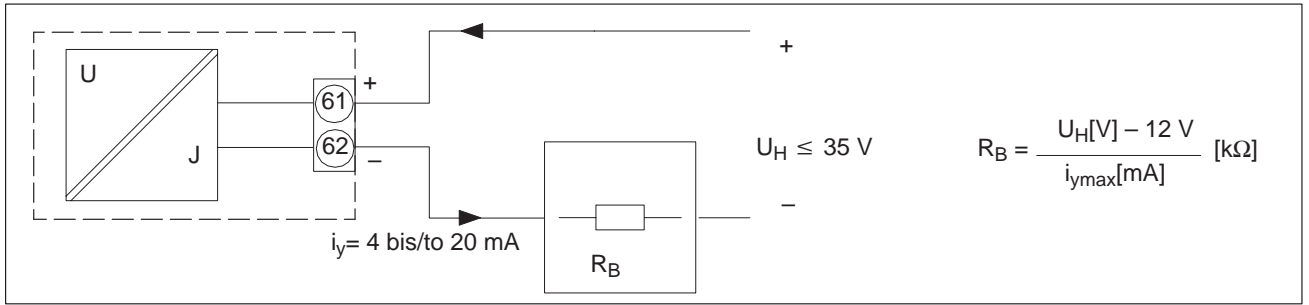 U
J
+
61
62
–
i_y= 4 bis/to 20 mA
R_B
+
U_H ≤ 35 V
–
R_B = U_H[V] – 12 V / i_ymax[mA] [kΩ]